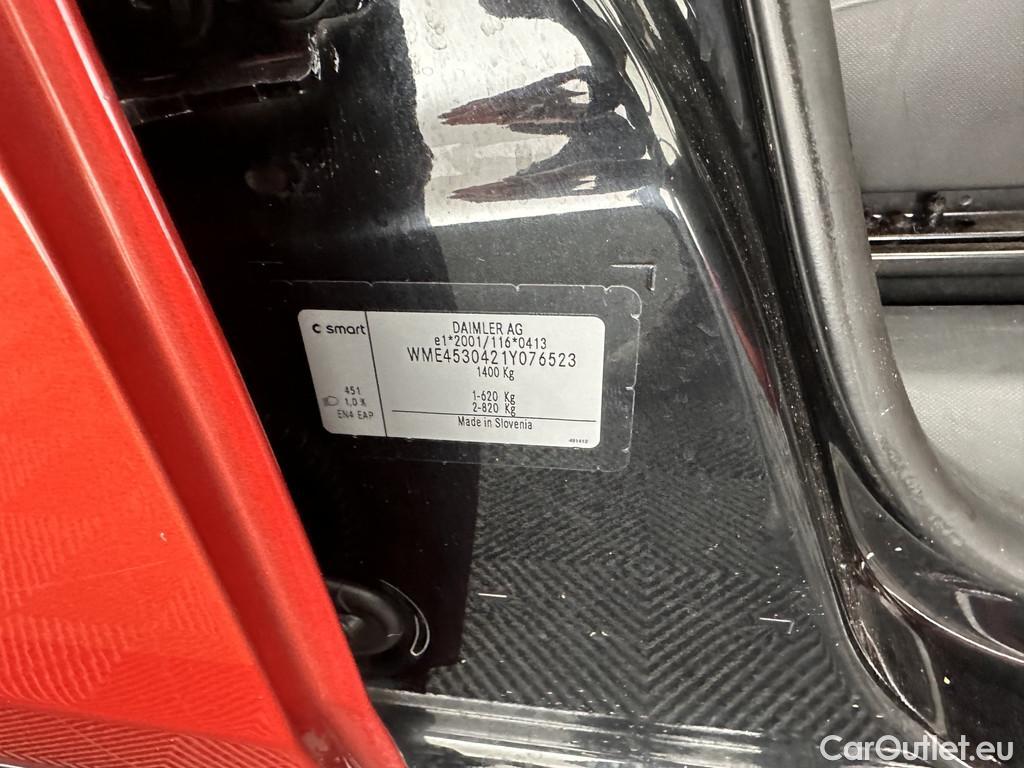 smart
DAIMLER AG
e1*2001/116*0413
WME4530421Y076523
1400 Kg
1-620 Kg
2-820 Kg
Made in Slovenia
451
1,0 %
EN4 EAP
CarOutlet.eu